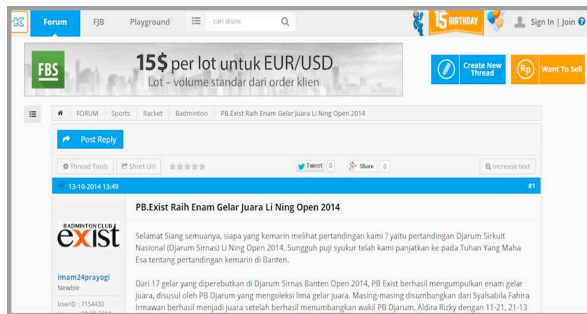 Forum FJB Playground cari disini 15 BIRTHDAY Sign In | Join
FBS
15$ per lot untuk EUR/USD
Lot – volume standar dari order klien
Create New Thread
Rp Want To Sell
FORUM Sports Racket Badminton PB.Exist Raih Enam Gelar Juara Li Ning Open 2014
Post Reply
Thread Tools Short Url Tweet 0 Share 0 increase text
13-10-2014 13:49 #1
PB.Exist Raih Enam Gelar Juara Li Ning Open 2014
BADMINTON CLUB
exist
imam24prayogi
Newbie
UserID : 7154430
Selamat Siang semuanya, siapa yang kemarin melihat pertandingan kami ? yaitu pertandingan Djarum Sirkuit
Nasional (Djarum Sirnas) Li Ning Open 2014. Sungguh puji syukur telah kami panjatkan ke pada Tuhan Yang Maha
Esa tentang pertandingan kemarin di Banten.
Dari 17 gelar yang diperebutkan di Djarum Sirnas Banten Open 2014, PB Exist berhasil mengumpulkan enam gelar
juara, disusul oleh PB Djarum yang mengoleksi lima gelar juara. Masing-masing disumbangkan dari Syalsabila Fahira
Irmawan berhasil menjadi juara setelah berhasil menumbangkan wakil PB Djarum, Aldira Rizky dengan 11-21, 21-13